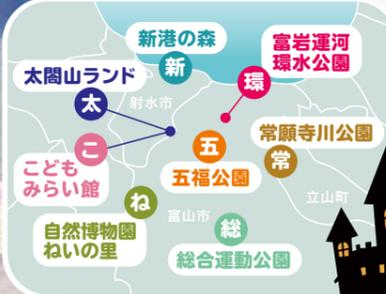 新港の森
新
富岩運河
環水公園
環
太閤山ランド
太
射水市
こ
こども
みらい館
五
五福公園
常願寺川公園
常
ね
自然博物園
ねいの里
富山市
立山町
総
総合運動公園